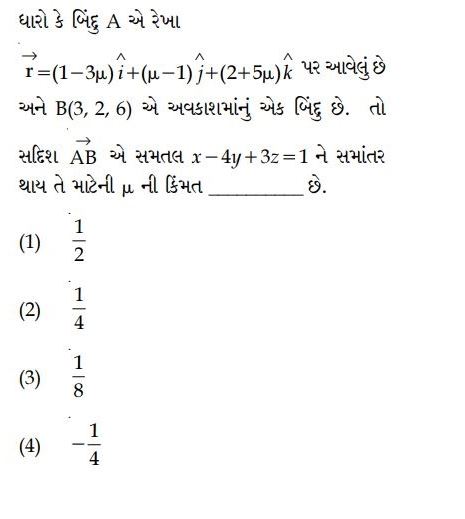 ધારો કે બિંદુ A એ રેખા
$\overrightarrow{r}=(1-3\mu)\hat{i}+(\mu-1)\hat{j}+(2+5\mu)\hat{k}$ પર આવેલું છે
અને B(3, 2, 6) એ અવકાશમાંનું એક બિંદુ છે. તો
સદિશ $\overrightarrow{AB}$ એ સમતલ $x-4y+3z=1$ ને સમાંતર
થાય તે માટેની μ ની કિંમત __________ છે.
(1) $\frac{1}{2}$
(2) $\frac{1}{4}$
(3) $\frac{1}{8}$
(4) $-\frac{1}{4}$